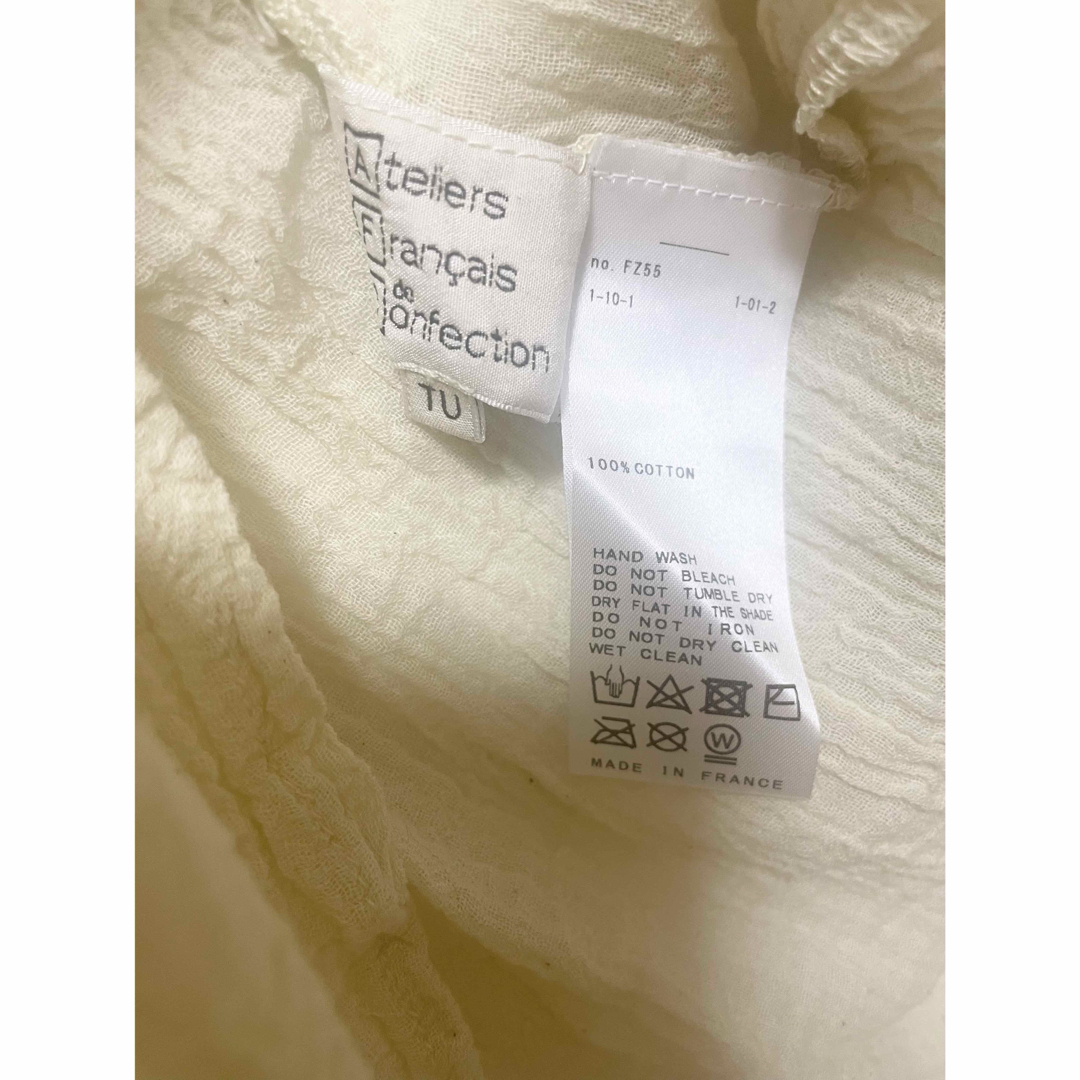 Ateliers
Français
de
Confection
TU
no. FZ55
1-10-1 1-01-2
100% COTTON
HAND WASH
DO NOT BLEACH
DO NOT TUMBLE DRY
DRY FLAT IN THE SHADE
DO NOT IRON
DO NOT DRY CLEAN
WET CLEAN
W
MADE IN FRANCE